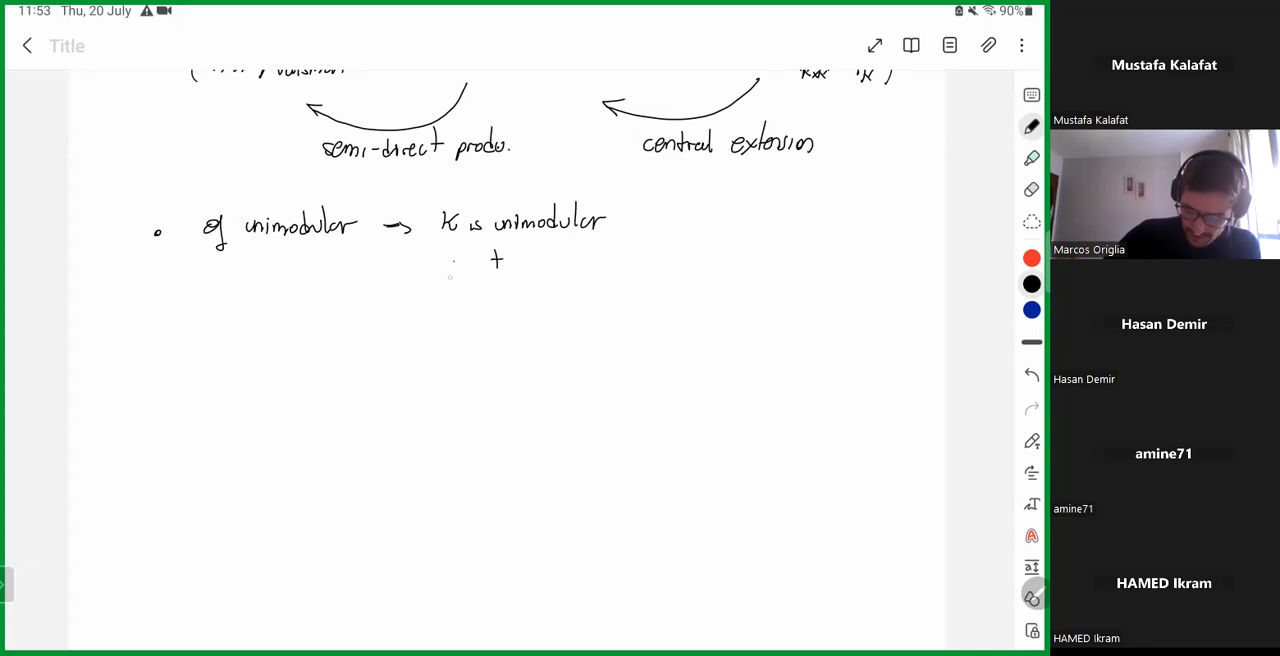 11:53 Thu, 20 July
90%
Title
semi-direct produ.
central extension
• g unimodular → K is unimodular
+
Mustafa Kalafat
Mustafa Kalafat
Marcos Origlia
Hasan Demir
Hasan Demir
amine71
amine71
HAMED Ikram
HAMED Ikram